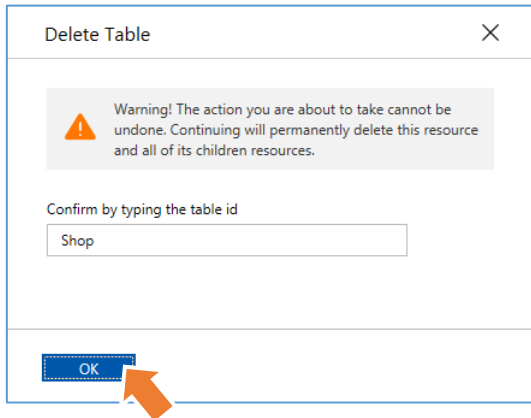 Delete Table
Warning! The action you are about to take cannot be
undone. Continuing will permanently delete this resource
and all of its children resources.
Confirm by typing the table id
Shop
OK